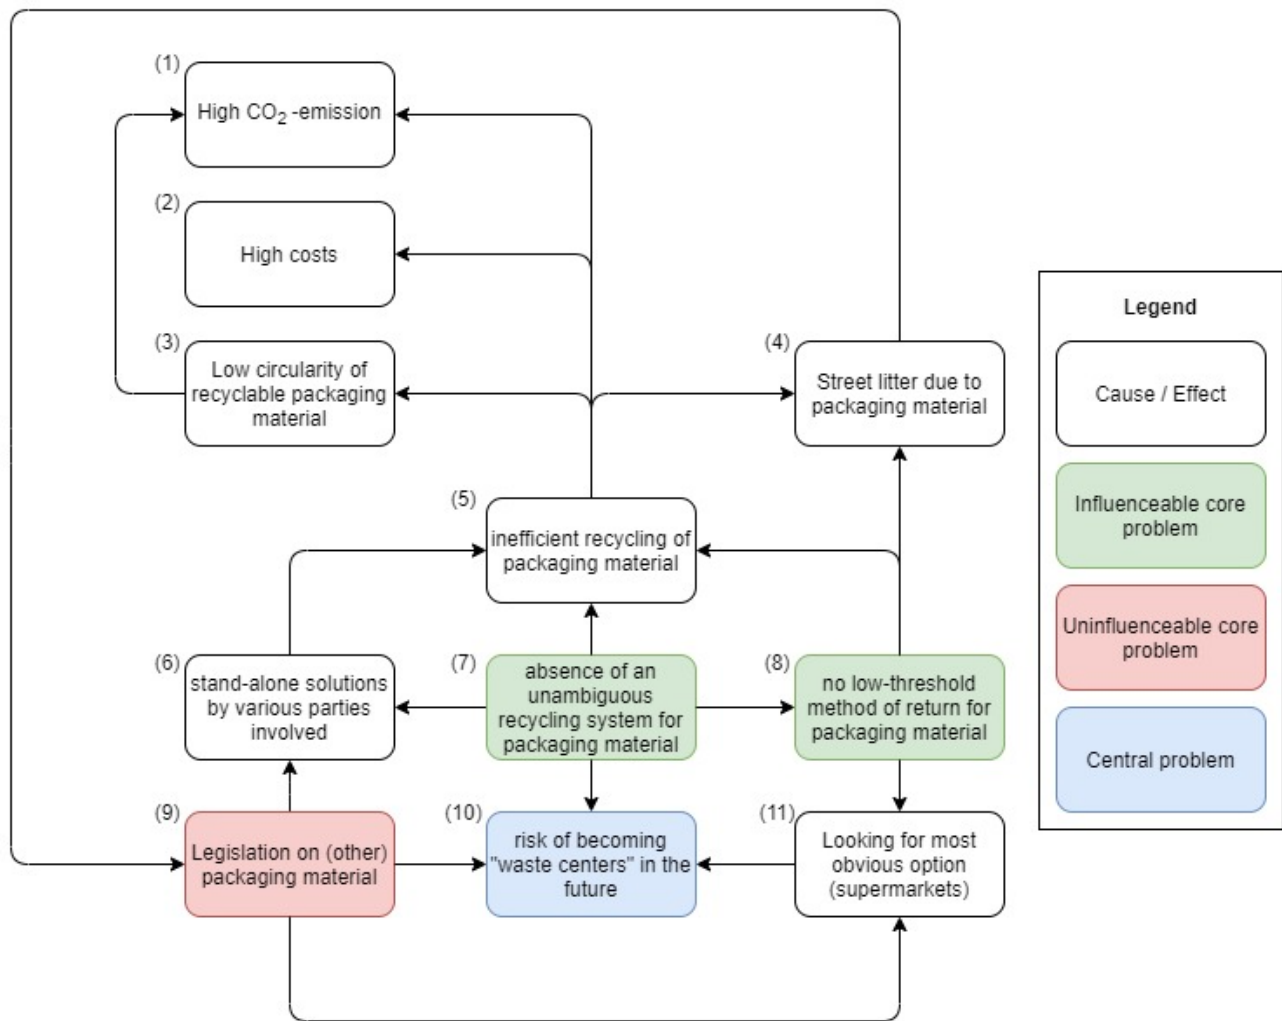 (1)
High CO₂ -emission
(2)
High costs
(3)
Low circularity of
recyclable packaging
material
(4)
Street litter due to
packaging material
(5)
inefficient recycling of
packaging material
(6)
stand-alone solutions
by various parties
involved
(7)
absence of an
unambiguous
recycling system for
packaging material
(8)
no low-threshold
method of return for
packaging material
(9)
Legislation on (other)
packaging material
(10)
risk of becoming
"waste centers" in the
future
(11)
Looking for most
obvious option
(supermarkets)
Legend
Cause / Effect
Influenceable core
problem
Uninfluenceable core
problem
Central problem